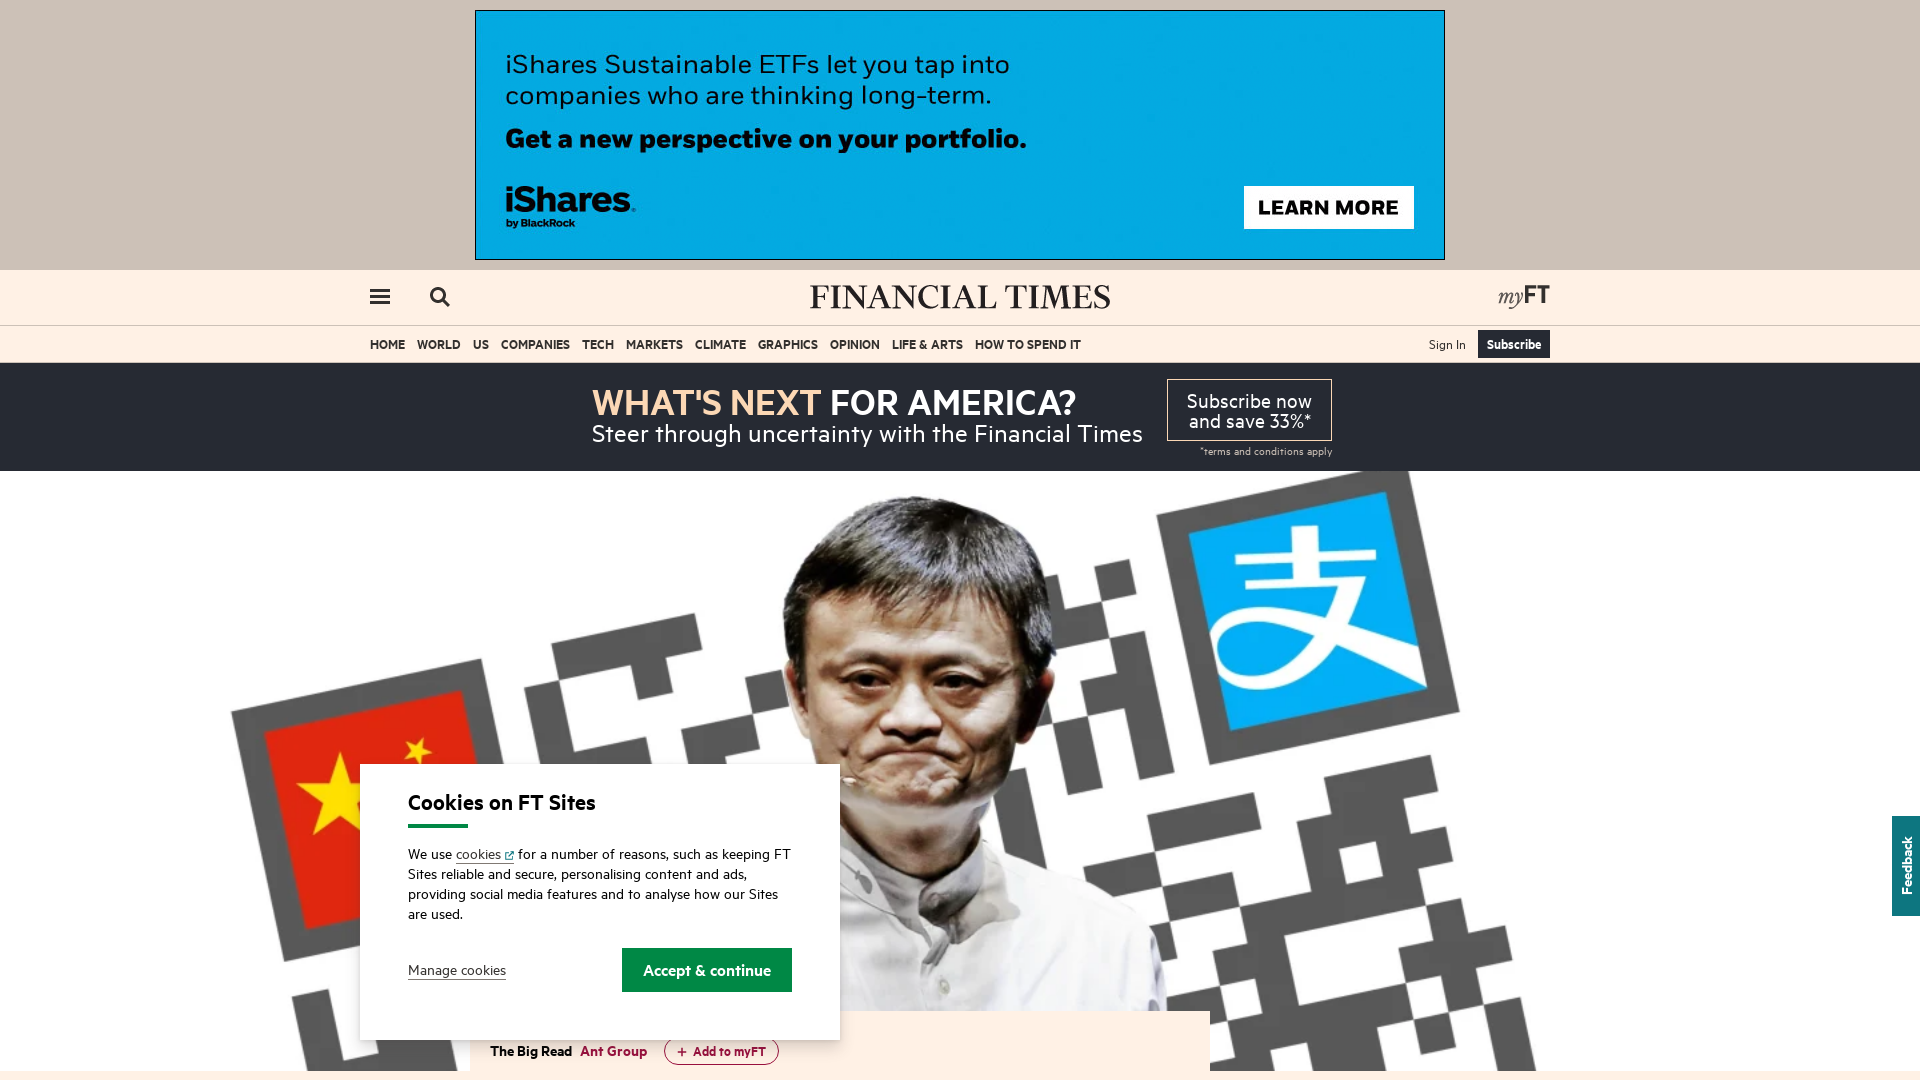 iShares Sustainable ETFs let you tap into
companies who are thinking long-term.
Get a new perspective on your portfolio.
iShares®
by BlackRock
LEARN MORE
FINANCIAL TIMES
myFT
HOME WORLD US COMPANIES TECH MARKETS CLIMATE GRAPHICS OPINION LIFE & ARTS HOW TO SPEND IT
Sign In
Subscribe
WHAT'S NEXT FOR AMERICA?
Steer through uncertainty with the Financial Times
Subscribe now
and save 33%*
*terms and conditions apply
支
Cookies on FT Sites
We use cookies for a number of reasons, such as keeping FT
Sites reliable and secure, personalising content and ads,
providing social media features and to analyse how our Sites
are used.
Manage cookies
Accept & continue
Feedback
The Big Read Ant Group + Add to myFT